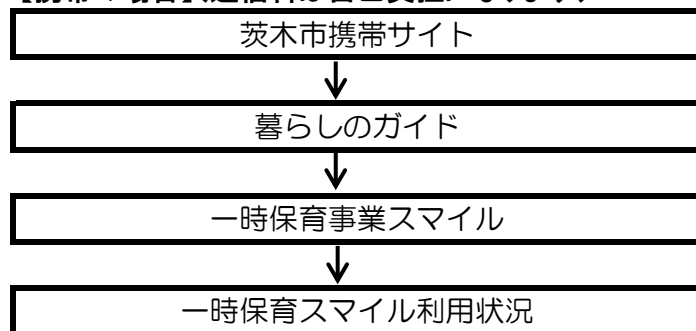 茨木市携帯サイト
↓
暮らしのガイド
↓
一時保育事業スマイル
↓
一時保育スマイル利用状況